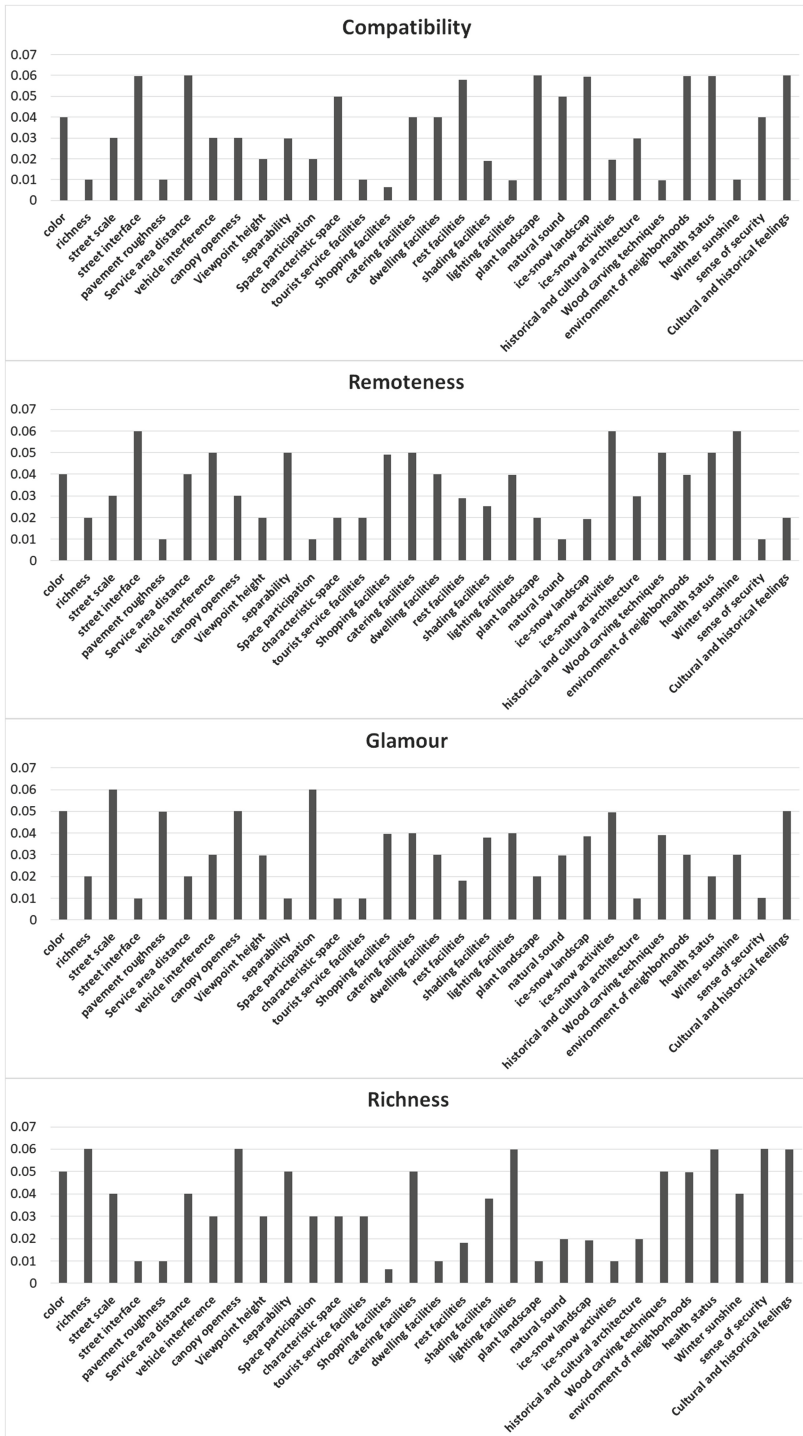 Compatibility
0.07
0.06
0.05
0.04
0.03
0.02
0.01
0
color
richness
street scale
street interface
pavement roughness
Service area distance
vehicle interference
canopy openness
Viewpoint height
separability
Space participation
characteristic space
tourist service facilities
Shopping facilities
catering facilities
dwelling facilities
rest facilities
shading facilities
lighting facilities
plant landscape
natural sound
ice-snow landscap
ice-snow activities
historical and cultural architecture
Wood carving techniques
environment of neighborhoods
health status
Winter sunshine
sense of security
Cultural and historical feelings
Remoteness
0.07
0.06
0.05
0.04
0.03
0.02
0.01
0
color
richness
street scale
street interface
pavement roughness
Service area distance
vehicle interference
canopy openness
Viewpoint height
separability
Space participation
characteristic space
tourist service facilities
Shopping facilities
catering facilities
dwelling facilities
rest facilities
shading facilities
lighting facilities
plant landscape
natural sound
ice-snow landscap
ice-snow activities
historical and cultural architecture
Wood carving techniques
environment of neighborhoods
health status
Winter sunshine
sense of security
Cultural and historical feelings
Glamour
0.07
0.06
0.05
0.04
0.03
0.02
0.01
0
color
richness
street scale
street interface
pavement roughness
Service area distance
vehicle interference
canopy openness
Viewpoint height
separability
Space participation
characteristic space
tourist service facilities
Shopping facilities
catering facilities
dwelling facilities
rest facilities
shading facilities
lighting facilities
plant landscape
natural sound
ice-snow landscap
ice-snow activities
historical and cultural architecture
Wood carving techniques
environment of neighborhoods
health status
Winter sunshine
sense of security
Cultural and historical feelings
Richness
0.07
0.06
0.05
0.04
0.03
0.02
0.01
0
color
richness
street scale
street interface
pavement roughness
Service area distance
vehicle interference
canopy openness
Viewpoint height
separability
Space participation
characteristic space
tourist service facilities
Shopping facilities
catering facilities
dwelling facilities
rest facilities
shading facilities
lighting facilities
plant landscape
natural sound
ice-snow landscap
ice-snow activities
historical and cultural architecture
Wood carving techniques
environment of neighborhoods
health status
Winter sunshine
sense of security
Cultural and historical feelings